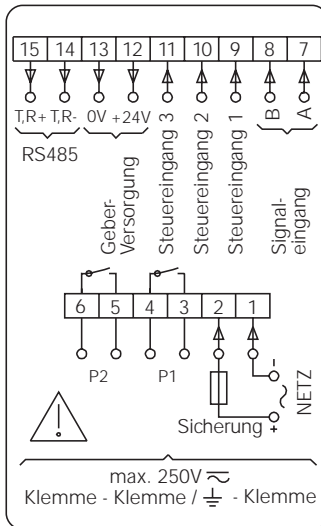 15 14 13 12 11 10 9 8 7
T,R+ T,R- 0V +24V
RS485
Geber-
Versorgung
Steuereingang 3
Steuereingang 2
Steuereingang 1
B
A
Signal-
eingang
6 5 4 3 2 1
P2
P1
-
NETZ
~
+
Sicherung
max. 250V ⎓~
Klemme - Klemme / ⏚ - Klemme